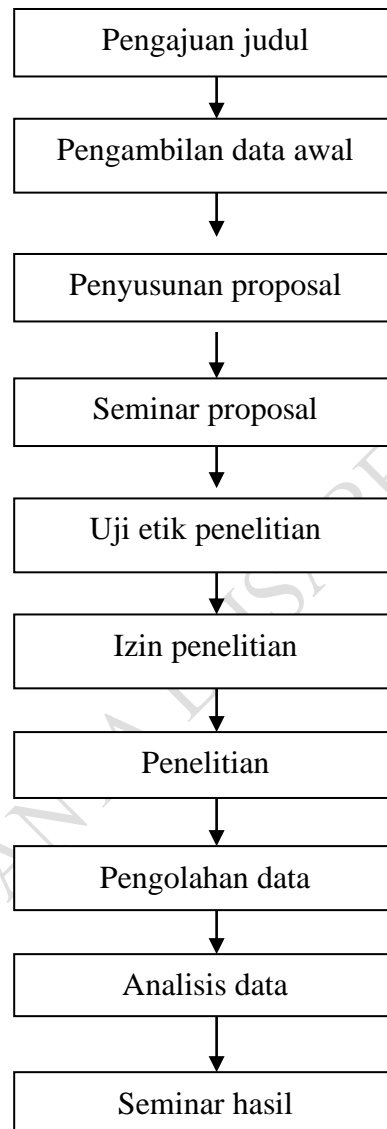 Pengajuan judul
Pengambilan data awal
Penyusunan proposal
Seminar proposal
Uji etik penelitian
Izin penelitian
Penelitian
Pengolahan data
Analisis data
Seminar hasil